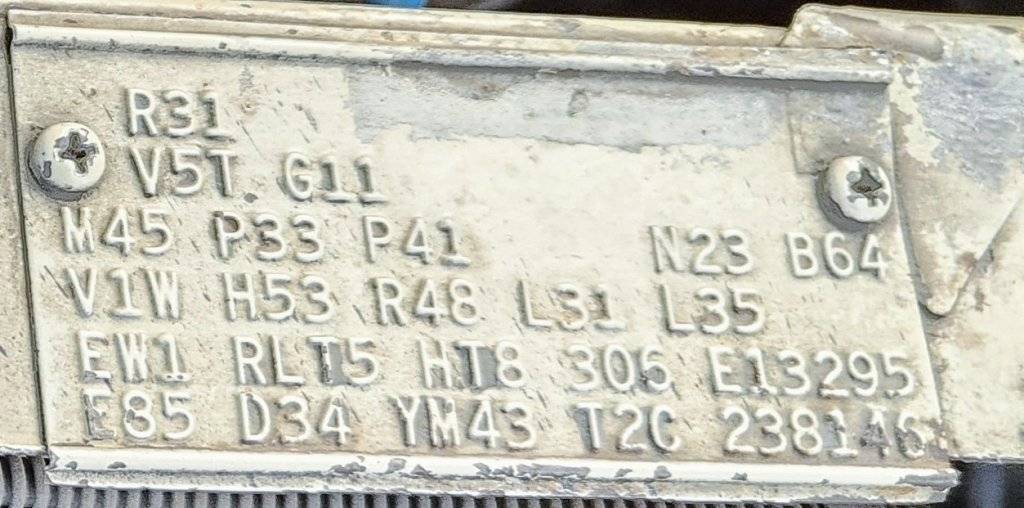 R31
V5T G11
M45 P33 P41 N23 B64
V1W H53 R48 L31 L35
EW1 RLT5 HT8 306 E13295
E85 D34 YM43 T2C 238146